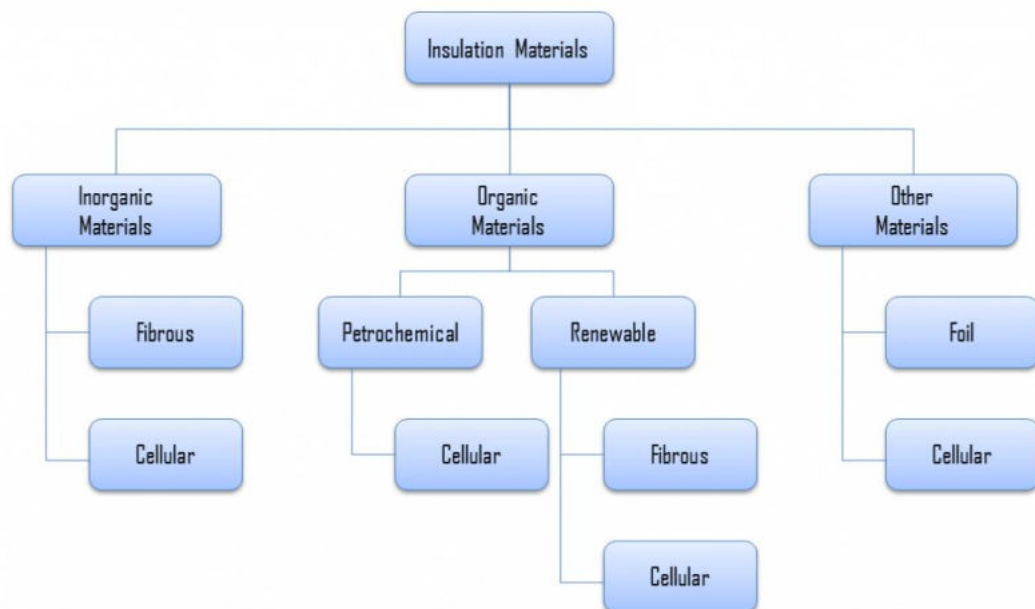 Insulation Materials
Inorganic
Materials
Organic
Materials
Other
Materials
Fibrous
Petrochemical
Renewable
Foil
Cellular
Cellular
Fibrous
Cellular
Cellular